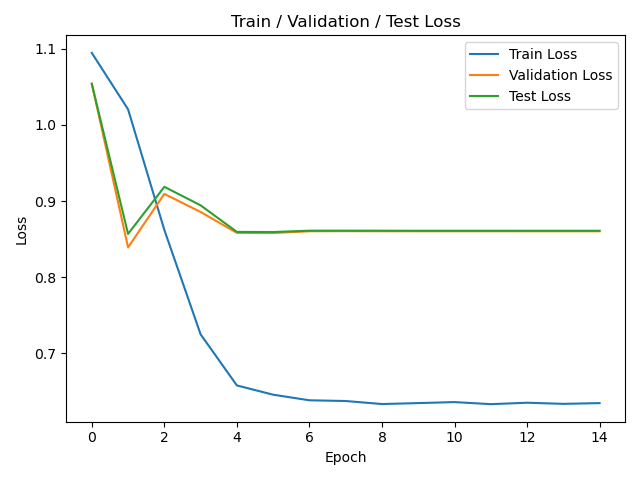 Train / Validation / Test Loss
Train Loss
Validation Loss
Test Loss
Loss
1.1
1.0
0.9
0.8
0.7
0 2 4 6 8 10 12 14
Epoch